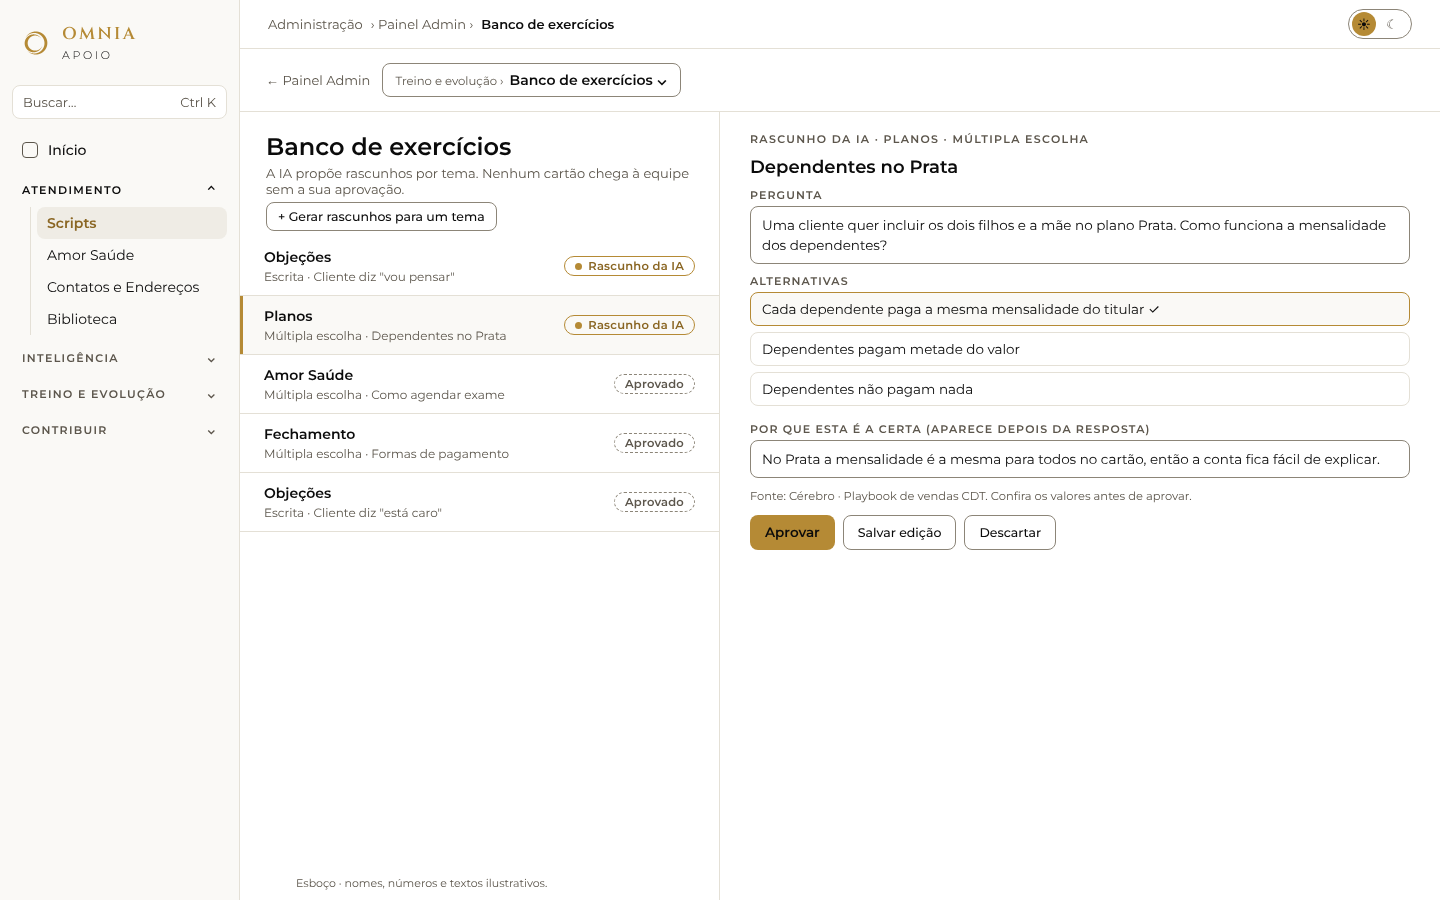 OMNIA
APOIO
Buscar...
Ctrl K
Início
ATENDIMENTO
Scripts
Amor Saúde
Contatos e Endereços
Biblioteca
INTELIGÊNCIA
TREINO E EVOLUÇÃO
CONTRIBUIR
Administração › Painel Admin › Banco de exercícios
← Painel Admin
Treino e evolução › Banco de exercícios
Banco de exercícios
A IA propõe rascunhos por tema. Nenhum cartão chega à equipe
sem a sua aprovação.
+ Gerar rascunhos para um tema
Objeções
Escrita · Cliente diz "vou pensar"
Rascunho da IA
Planos
Múltipla escolha · Dependentes no Prata
Rascunho da IA
Amor Saúde
Múltipla escolha · Como agendar exame
Aprovado
Fechamento
Múltipla escolha · Formas de pagamento
Aprovado
Objeções
Escrita · Cliente diz "está caro"
Aprovado
Esboço · nomes, números e textos ilustrativos.
RASCUNHO DA IA · PLANOS · MÚLTIPLA ESCOLHA
Dependentes no Prata
PERGUNTA
Uma cliente quer incluir os dois filhos e a mãe no plano Prata. Como funciona a mensalidade
dos dependentes?
ALTERNATIVAS
Cada dependente paga a mesma mensalidade do titular ✓
Dependentes pagam metade do valor
Dependentes não pagam nada
POR QUE ESTA É A CERTA (APARECE DEPOIS DA RESPOSTA)
No Prata a mensalidade é a mesma para todos no cartão, então a conta fica fácil de explicar.
Fonte: Cérebro · Playbook de vendas CDT. Confira os valores antes de aprovar.
Aprovar
Salvar edição
Descartar